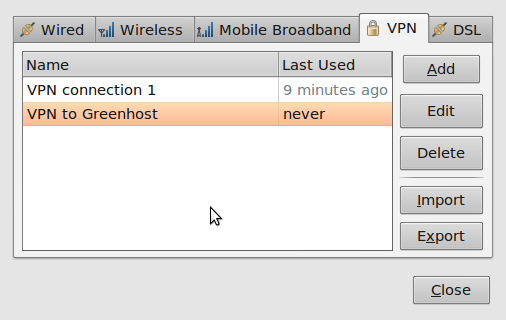 Wired Wireless Mobile Broadband VPN DSL
Name Last Used
VPN connection 1 9 minutes ago
VPN to Greenhost never
Add
Edit
Delete
Import
Export
Close